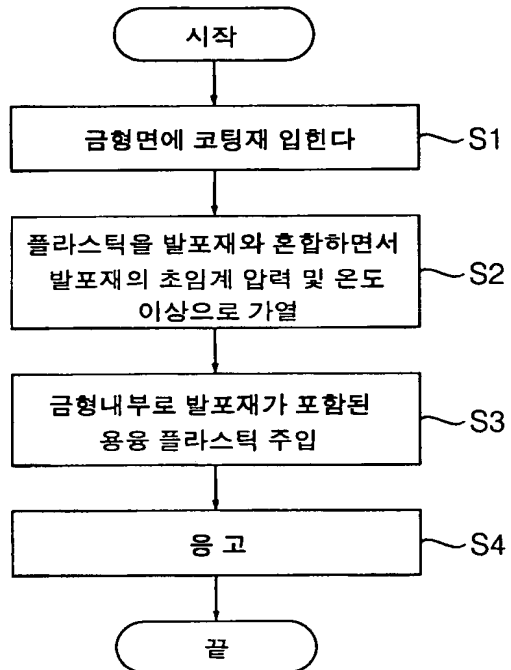 시작
금형면에 코팅재 입힌다
S1
플라스틱을 발포재와 혼합하면서
발포재의 초임계 압력 및 온도
이상으로 가열
S2
금형내부로 발포재가 포함된
용융 플라스틱 주입
S3
응 고
S4
끝